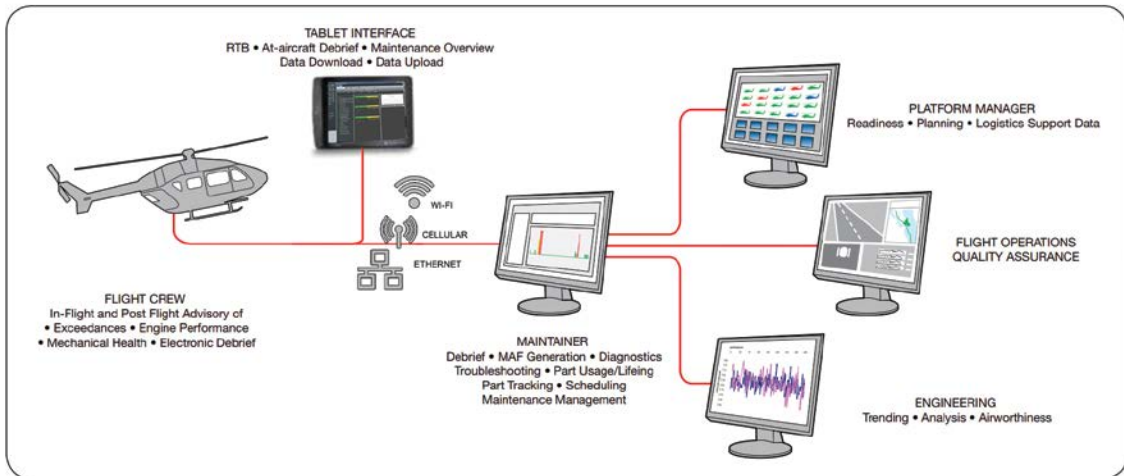 TABLET INTERFACE
RTB • At-aircraft Debrief • Maintenance Overview
Data Download • Data Upload
WI-FI
CELLULAR
ETHERNET
FLIGHT CREW
In-Flight and Post Flight Advisory of
• Exceedances • Engine Performance
• Mechanical Health • Electronic Debrief
MAINTAINER
Debrief • MAF Generation • Diagnostics
Troubleshooting • Part Usage/Lifeing
Part Tracking • Scheduling
Maintenance Management
PLATFORM MANAGER
Readiness • Planning • Logistics Support Data
FLIGHT OPERATIONS
QUALITY ASSURANCE
ENGINEERING
Trending • Analysis • Airworthiness